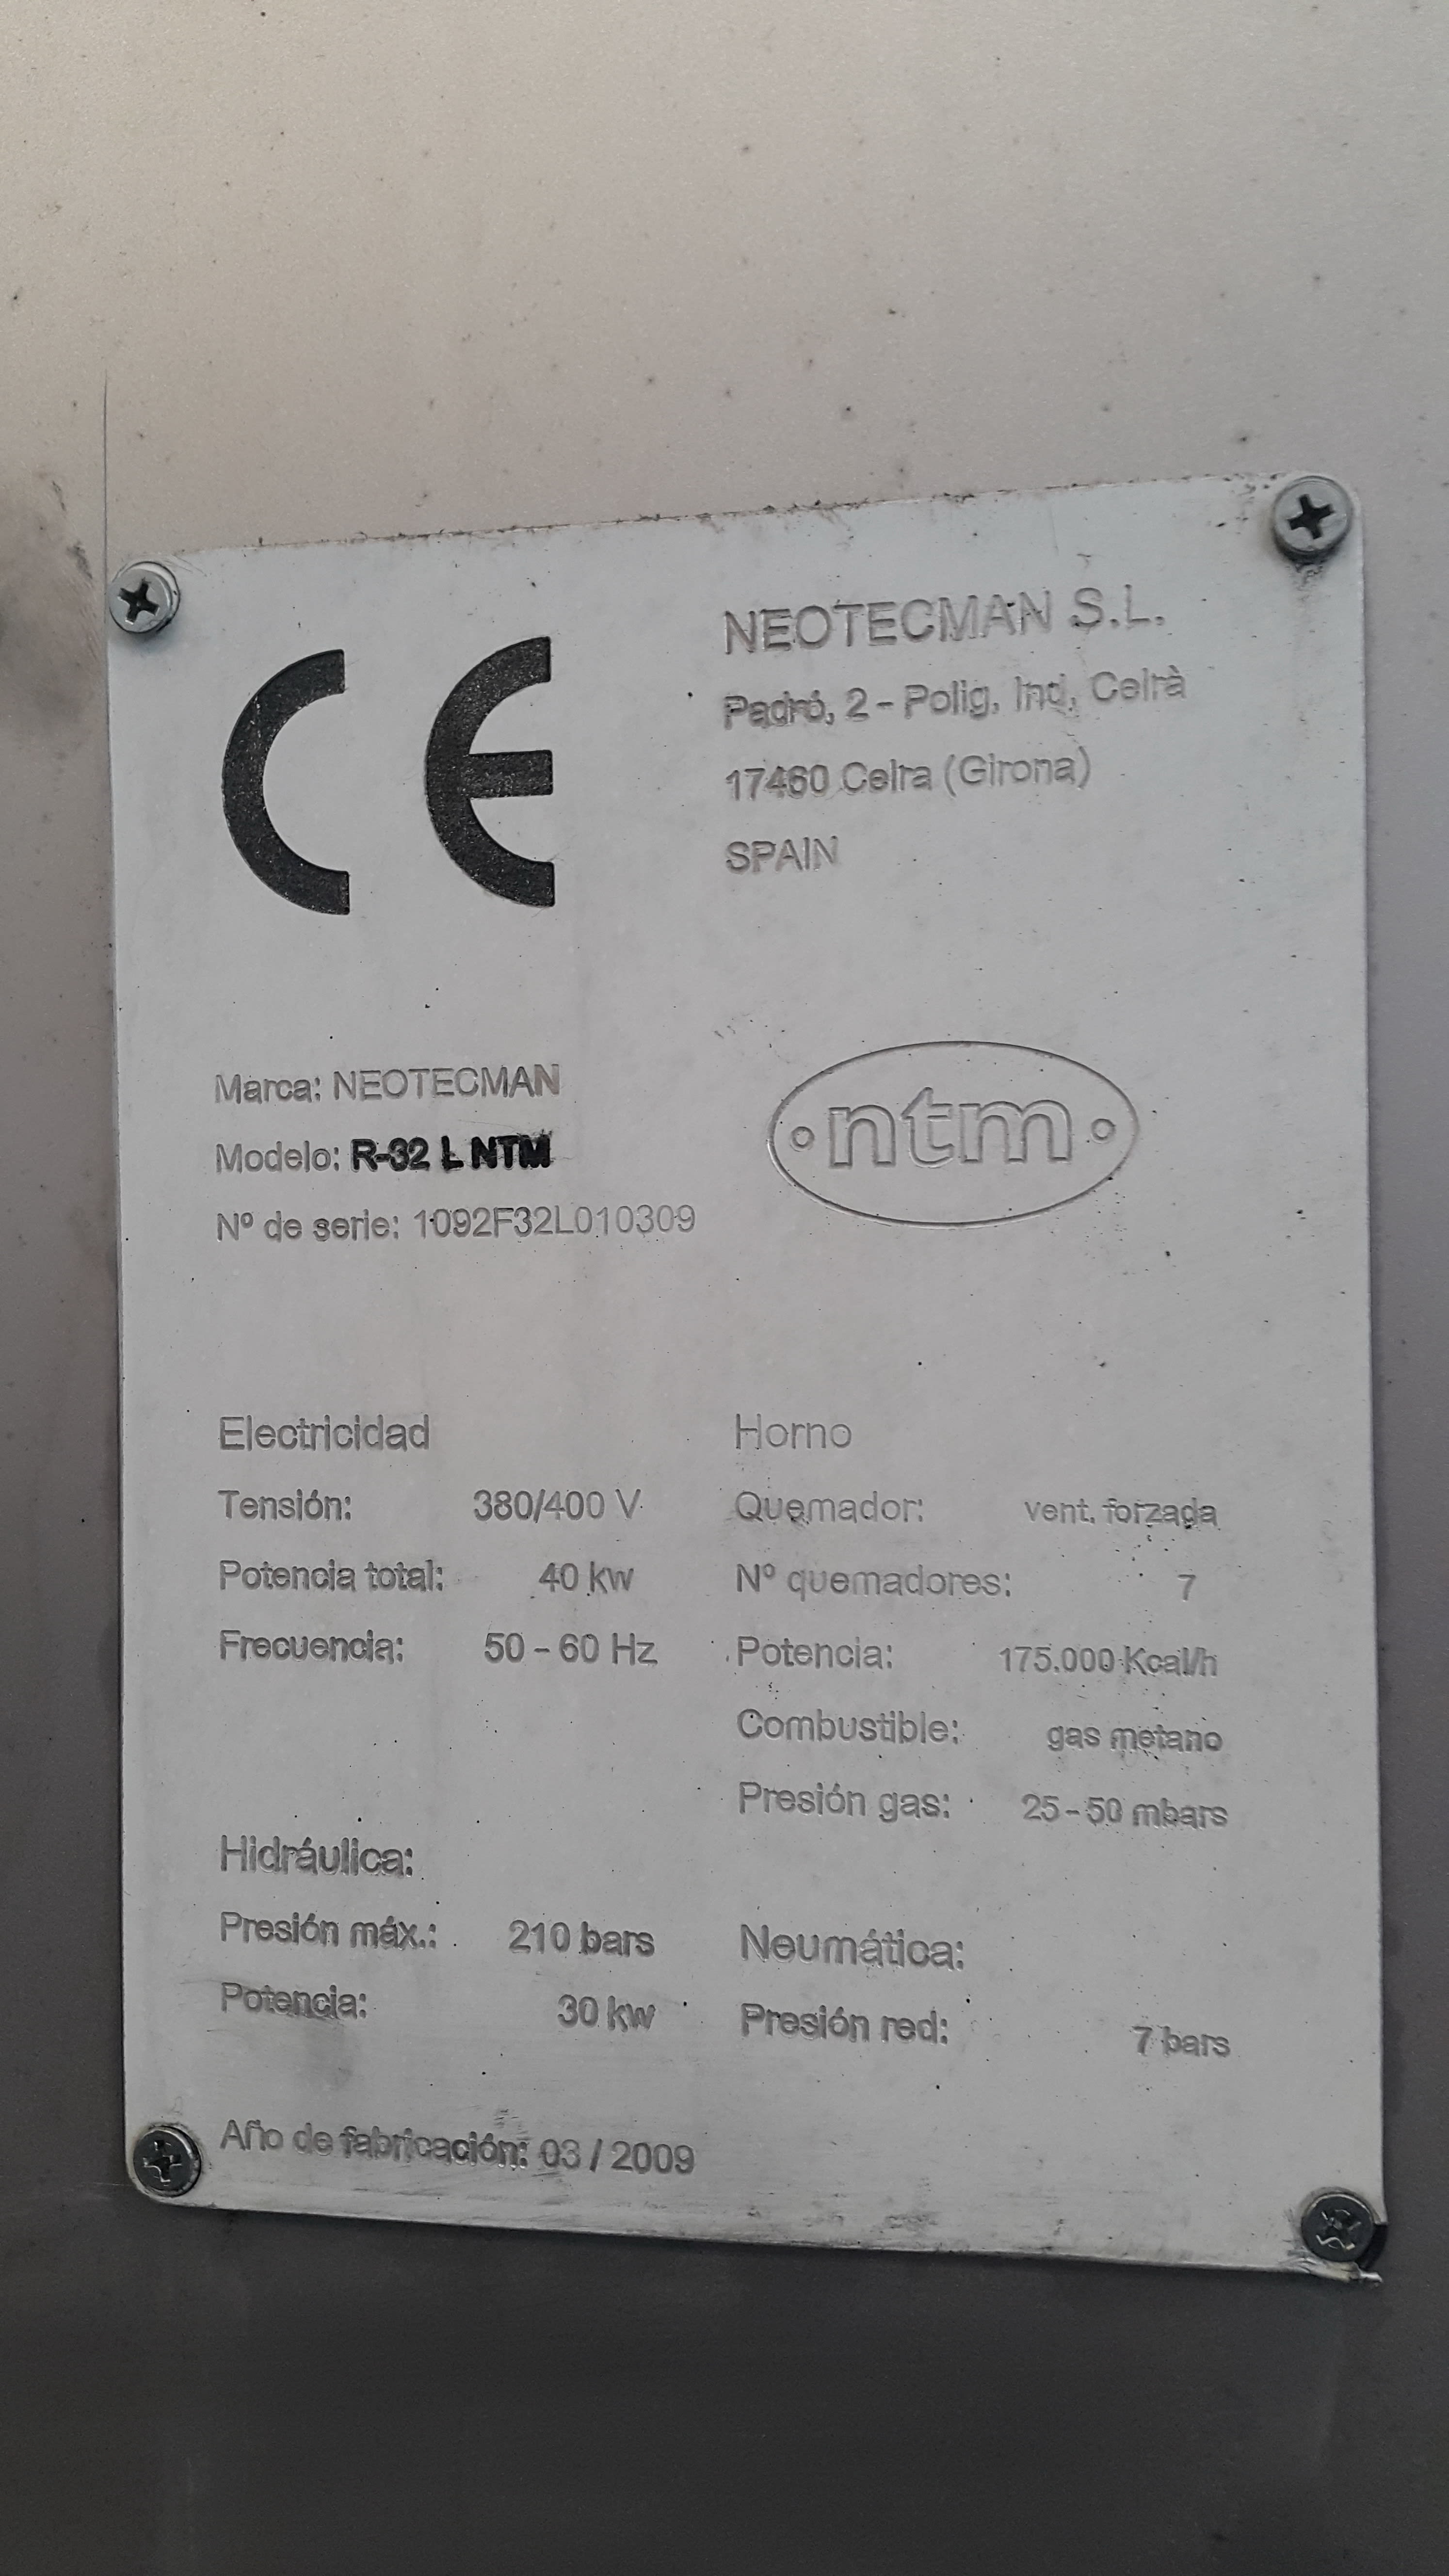 CE
NEOTECMAN S.L.
Padró, 2 - Polig. Ind. Celrà
17460 Celra (Girona)
SPAIN
Marca: NEOTECMAN
Modelo: R-32 L NTM
Nº de serie: 1092F32L010309
ntm
Electricidad
Tensión: 380/400 V
Potencia total: 40 kw
Frecuencia: 50 - 60 Hz
Horno
Quemador: vent. forzada
Nº quemadores: 7
Potencia: 175.000 Kcal/h
Combustible: gas metano
Presión gas: 25 - 50 mbars
Hidráulica:
Presión máx.: 210 bars
Potencia: 30 kw
Neumática:
Presión red: 7 bars
Año de fabricación: 03 / 2009